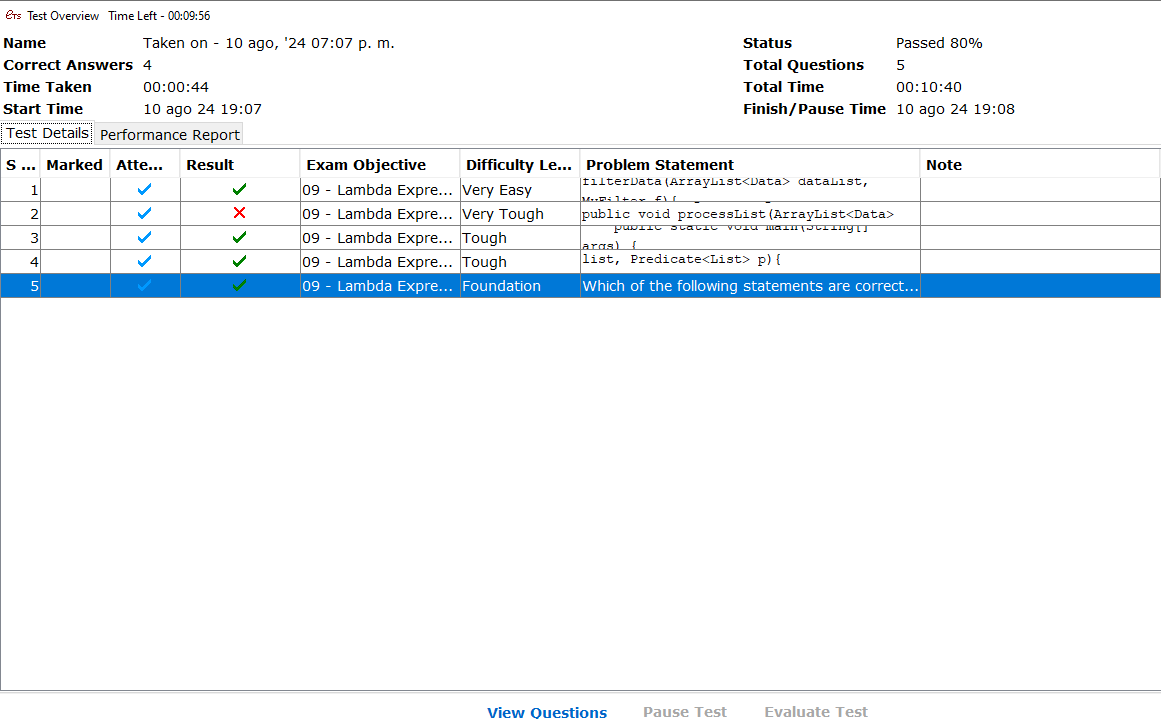 ets Test Overview Time Left - 00:09:56
Name Taken on - 10 ago, '24 07:07 p. m. Status Passed 80%
Correct Answers 4 Total Questions 5
Time Taken 00:00:44 Total Time 00:10:40
Start Time 10 ago 24 19:07 Finish/Pause Time 10 ago 24 19:08
Test Details Performance Report
S ... Marked Atte... Result Exam Objective Difficulty Le... Problem Statement Note
1 09 - Lambda Expre... Very Easy filterData(ArrayList<Data> dataList,
MyFilter f){
2 09 - Lambda Expre... Very Tough public void processList(ArrayList<Data>
3 09 - Lambda Expre... Tough public static void main(String[]
args) {
4 09 - Lambda Expre... Tough list, Predicate<List> p){
5 09 - Lambda Expre... Foundation Which of the following statements are correct...
View Questions Pause Test Evaluate Test